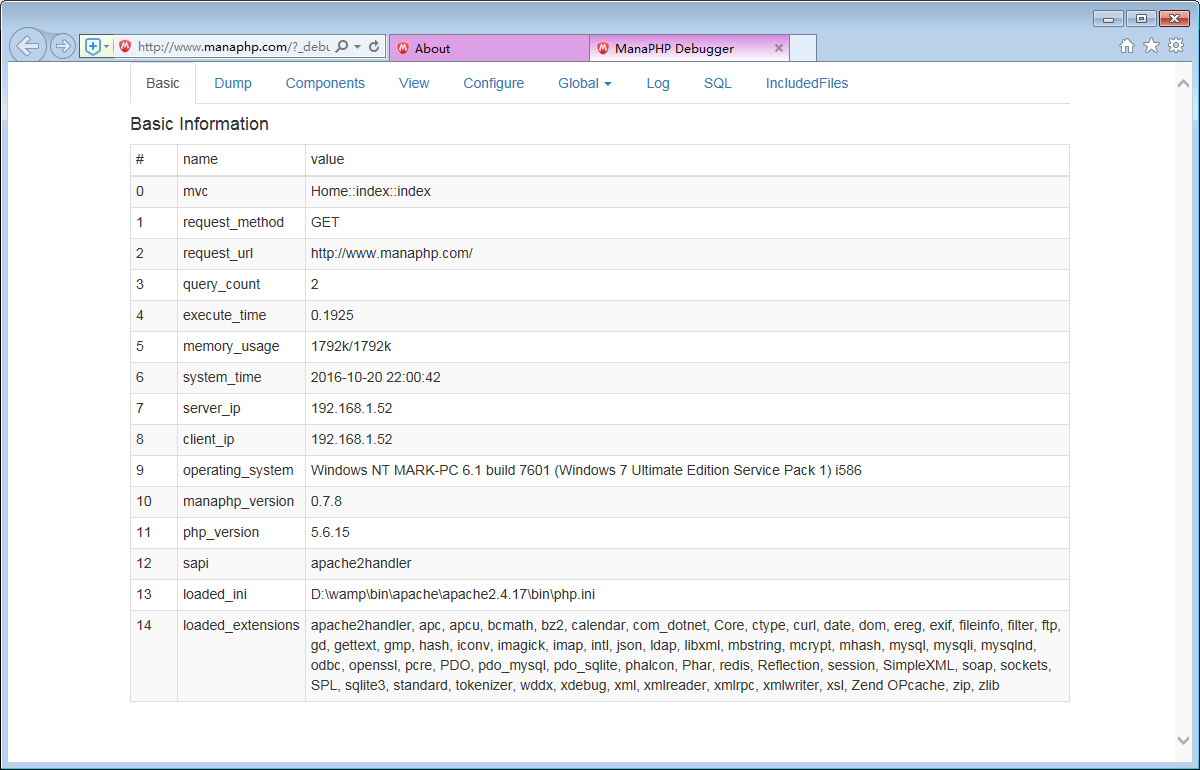 http://www.manaphp.com/?_debu
About
ManaPHP Debugger
Basic Dump Components View Configure Global Log SQL IncludedFiles
Basic Information
# name value
0 mvc Home::index::index
1 request_method GET
2 request_url http://www.manaphp.com/
3 query_count 2
4 execute_time 0.1925
5 memory_usage 1792k/1792k
6 system_time 2016-10-20 22:00:42
7 server_ip 192.168.1.52
8 client_ip 192.168.1.52
9 operating_system Windows NT MARK-PC 6.1 build 7601 (Windows 7 Ultimate Edition Service Pack 1) i586
10 manaphp_version 0.7.8
11 php_version 5.6.15
12 sapi apache2handler
13 loaded_ini D:\wamp\bin\apache\apache2.4.17\bin\php.ini
14 loaded_extensions apache2handler, apc, apcu, bcmath, bz2, calendar, com_dotnet, Core, ctype, curl, date, dom, ereg, exif, fileinfo, filter, ftp,
gd, gettext, gmp, hash, iconv, imagick, imap, intl, json, ldap, libxml, mbstring, mcrypt, mhash, mysql, mysqli, mysqlnd,
odbc, openssl, pcre, PDO, pdo_mysql, pdo_sqlite, phalcon, Phar, redis, Reflection, session, SimpleXML, soap, sockets,
SPL, sqlite3, standard, tokenizer, wddx, xdebug, xml, xmlreader, xmlrpc, xmlwriter, xsl, Zend OPcache, zip, zlib